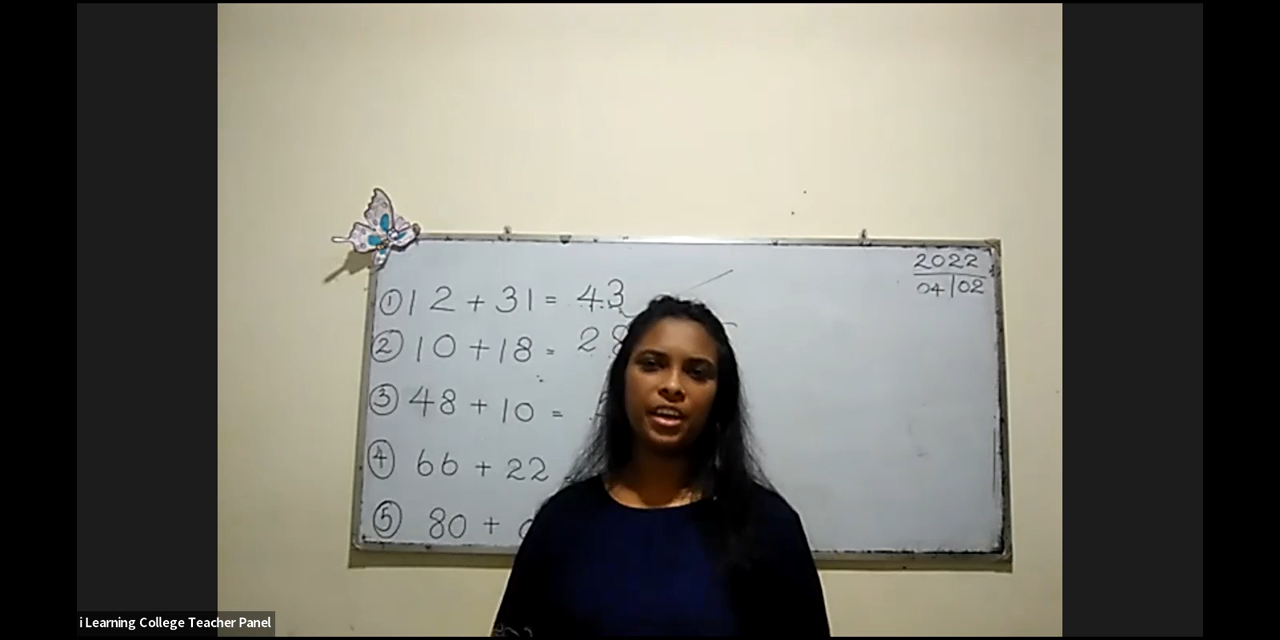 2022
04/02
① 12 + 31 = 43
② 10 + 18 = 28
③ 48 + 10 =
④ 66 + 22
⑤ 80 +
i Learning College Teacher Panel